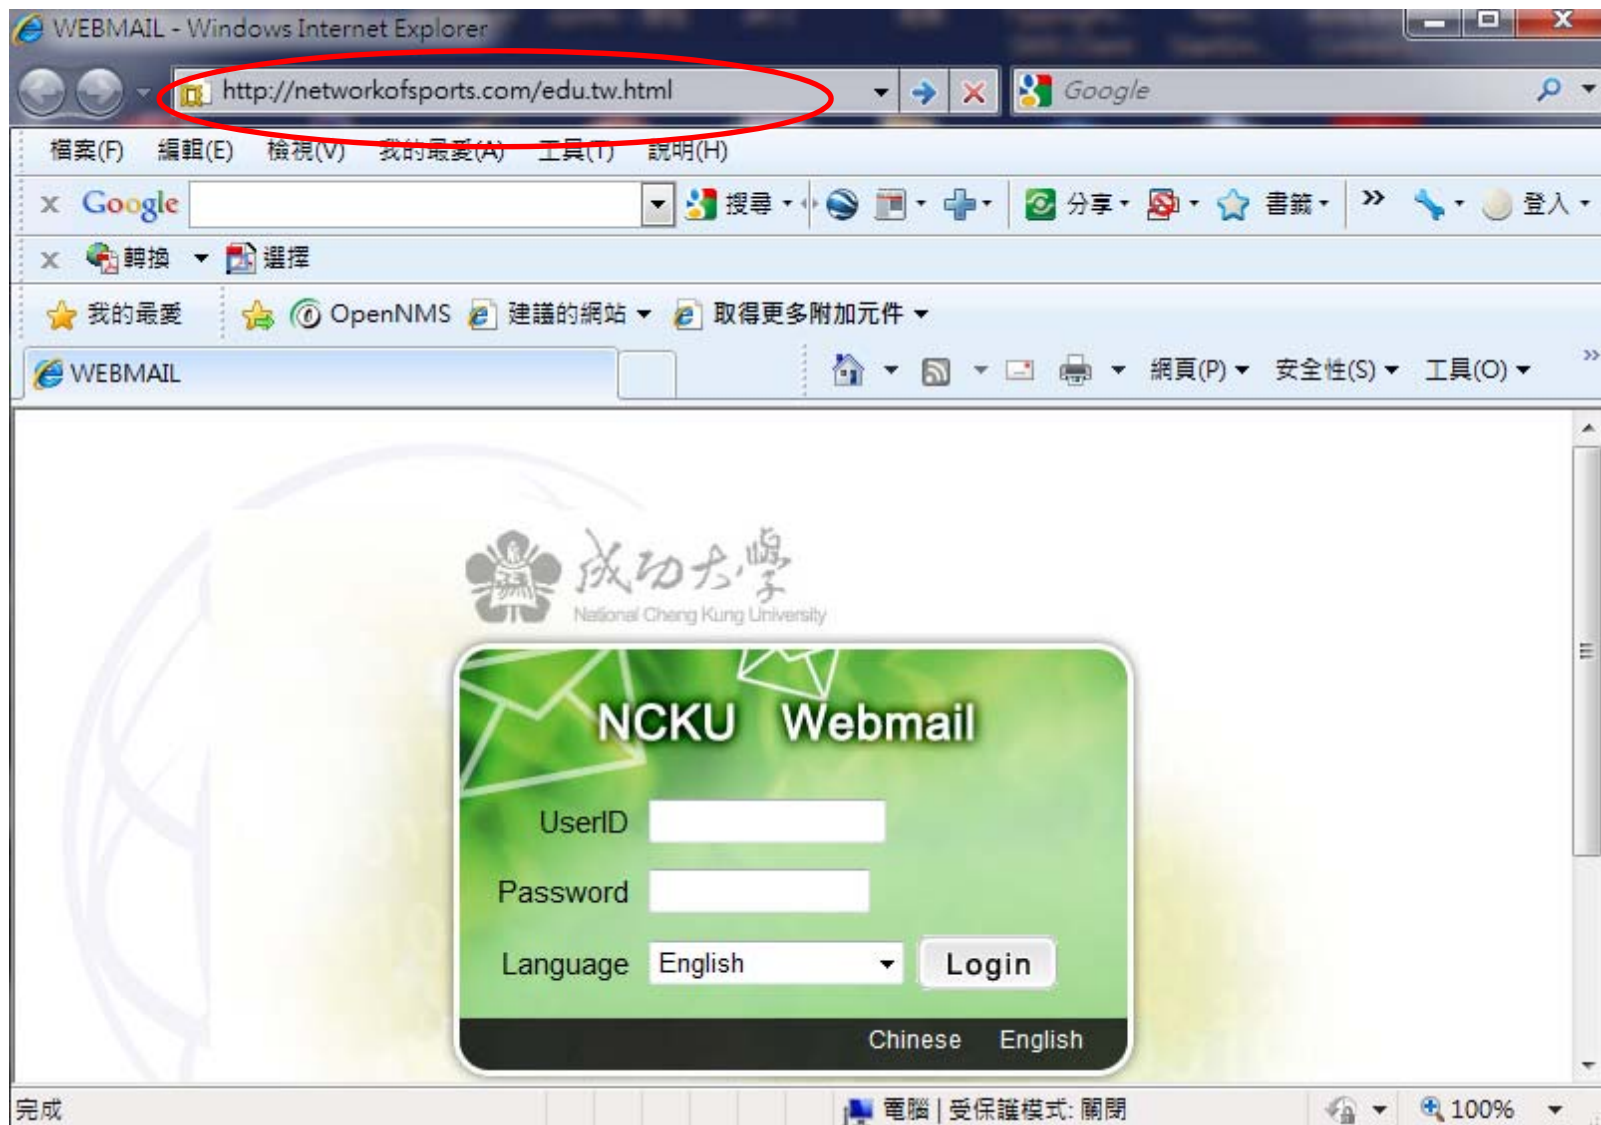 WEBMAIL - Windows Internet Explorer
http://networkofsports.com/edu.tw.html
Google
檔案(F) 編輯(E) 檢視(V) 我的最愛(A) 工具(T) 說明(H)
x Google 搜尋 分享 書籤 » 登入
x 轉換 選擇
我的最愛 OpenNMS 建議的網站 取得更多附加元件
WEBMAIL 網頁(P) 安全性(S) 工具(O) »
成功大學
National Cheng Kung University
NCKU Webmail
UserID
Password
Language English Login
Chinese English
完成 電腦 | 受保護模式: 關閉 100%